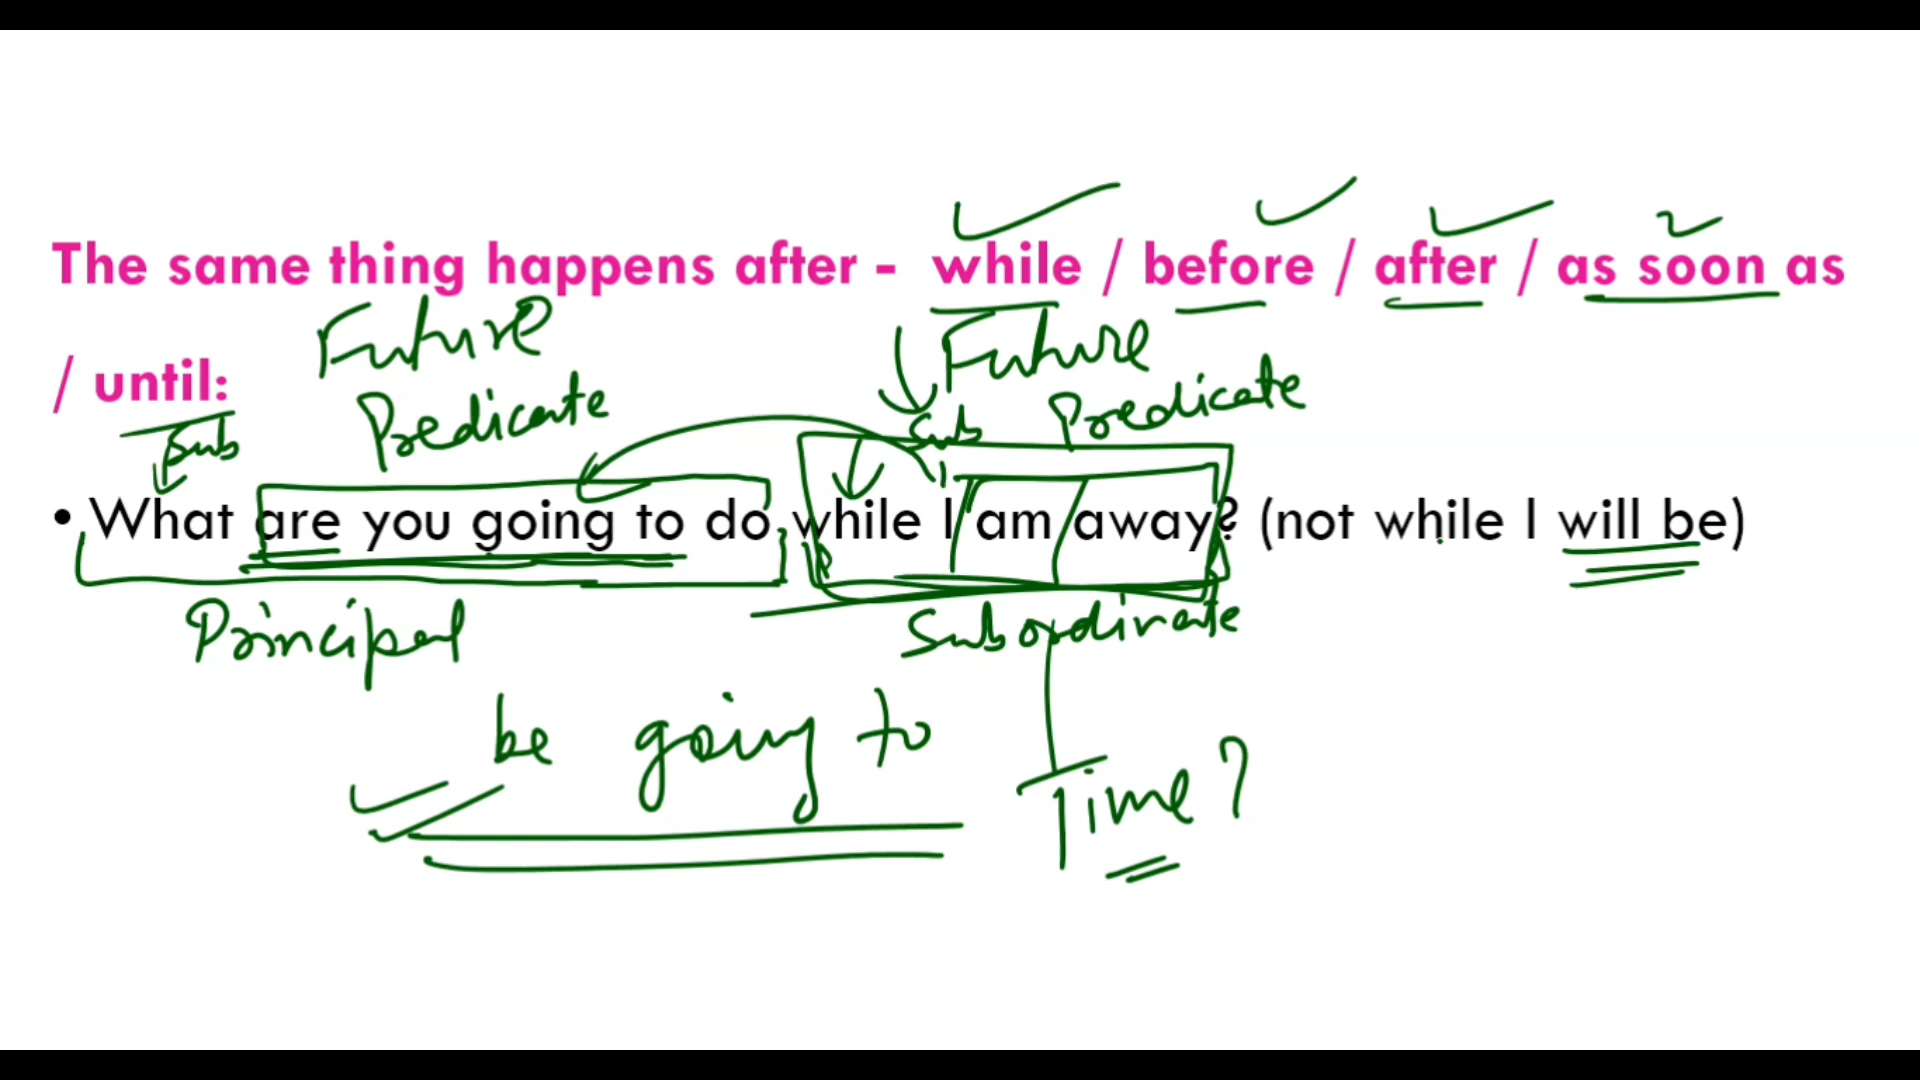 The same thing happens after - while / before / after / as soon as
Future Future
/ until:
Predicate Predicate
Sub Sub
• What are you going to do while I am away? (not while I will be)
Principal Subordinate
be going to
Time?